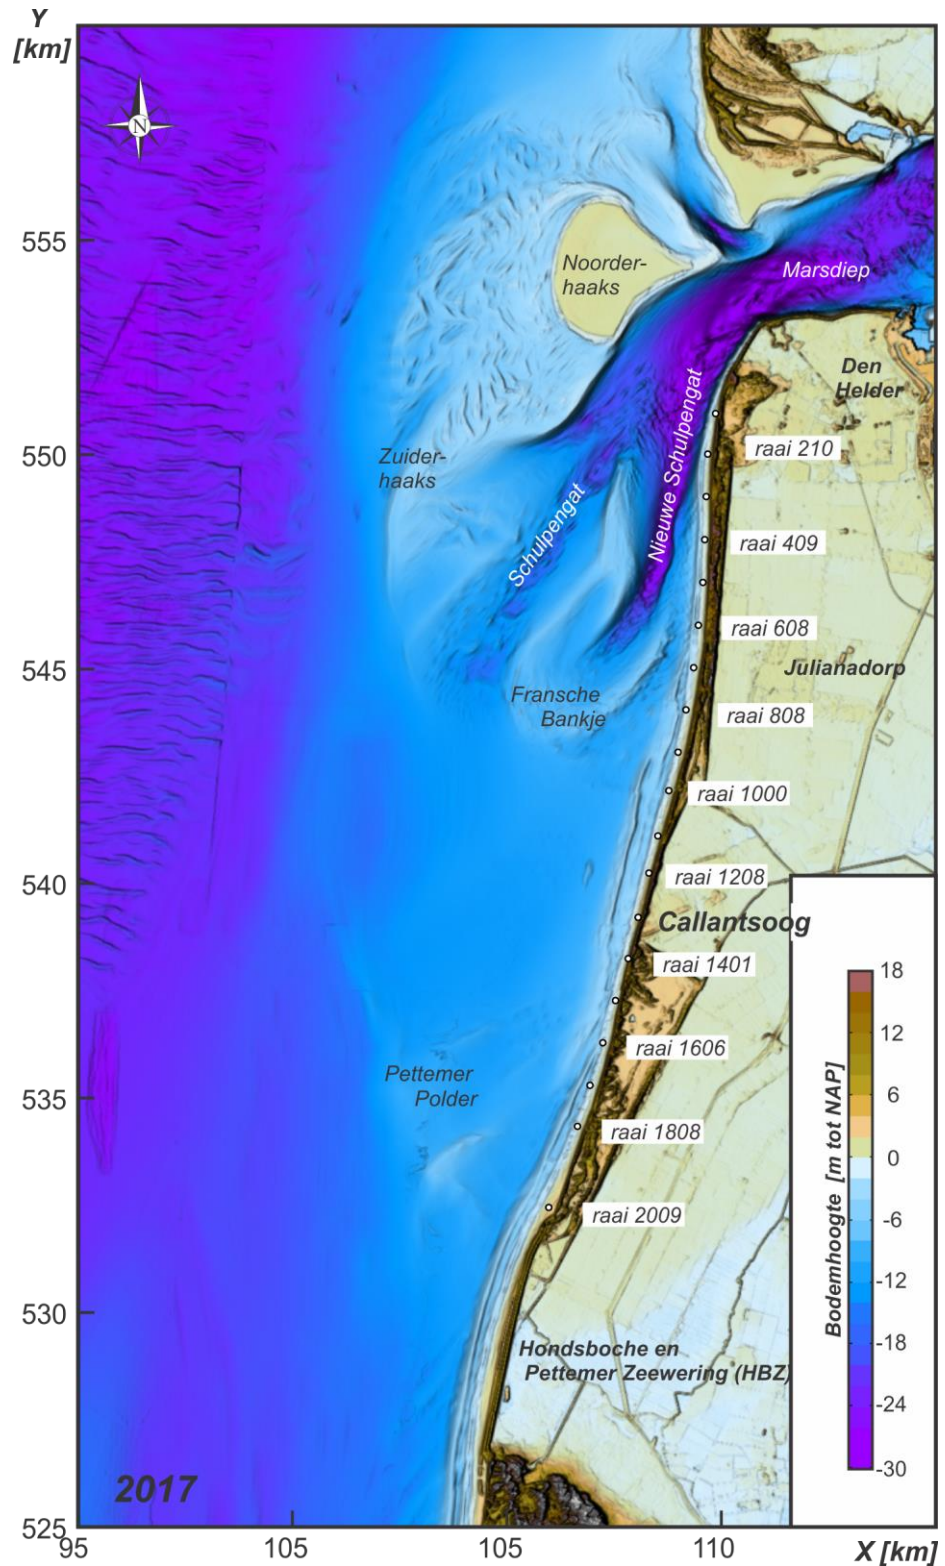 Y
[km]
N
555
Noorder-
haaks
Marsdiep
Den
Helder
550
Zuider-
haaks
raai 210
Schulpengat
Nieuwe Schulpengat
raai 409
raai 608
545
Julianadorp
Fransche
Bankje
raai 808
raai 1000
540
raai 1208
Callantsoog
raai 1401
raai 1606
535
Pettemer
Polder
raai 1808
raai 2009
530
Hondsboche en
Pettemer Zeewering (HBZ)
Bodemhoogte [m tot NAP]
18
12
6
0
-6
-12
-18
-24
-30
2017
525
95
105
105
110
X [km]